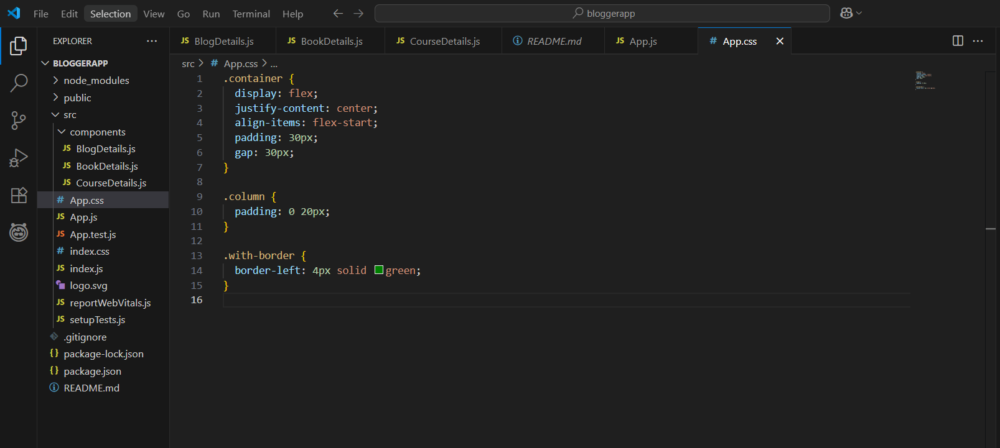 File Edit Selection View Go Run Terminal Help
bloggerapp
EXPLORER
BLOGGERAPP
node_modules
public
src
components
JS BlogDetails.js
JS BookDetails.js
JS CourseDetails.js
# App.css
JS App.js
JS App.test.js
# index.css
JS index.js
logo.svg
JS reportWebVitals.js
JS setupTests.js
.gitignore
{} package-lock.json
{} package.json
README.md
JS BlogDetails.js JS BookDetails.js JS CourseDetails.js README.md JS App.js # App.css
src > # App.css > ...
1 .container {
2 display: flex;
3 justify-content: center;
4 align-items: flex-start;
5 padding: 30px;
6 gap: 30px;
7 }
8
9 .column {
10 padding: 0 20px;
11 }
12
13 .with-border {
14 border-left: 4px solid green;
15 }
16